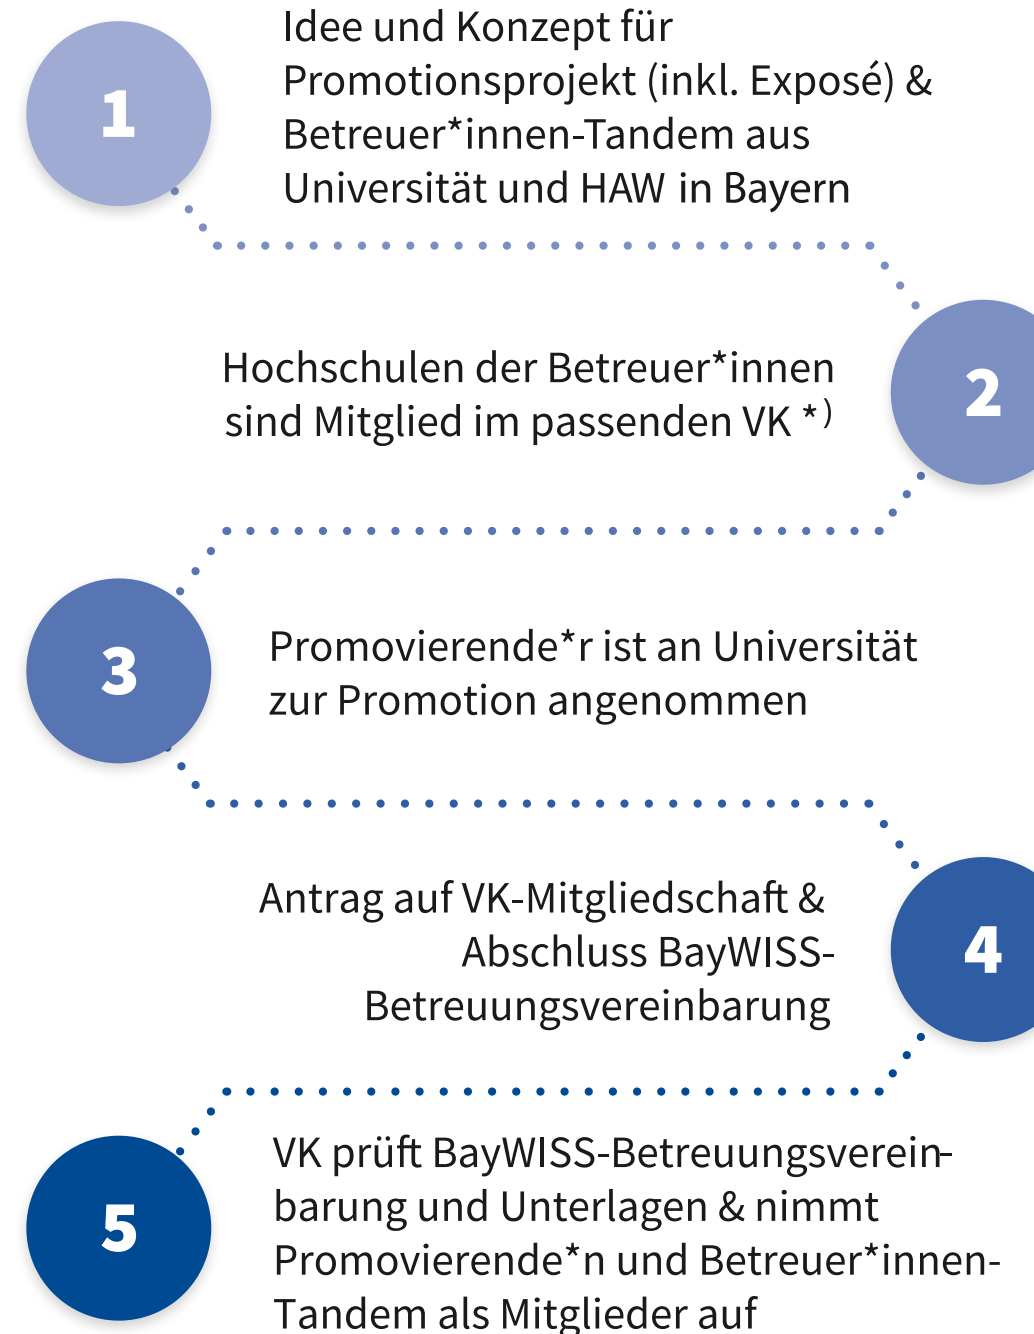 1
Idee und Konzept für
Promotionsprojekt (inkl. Exposé) &
Betreuer*innen-Tandem aus
Universität und HAW in Bayern
2
Hochschulen der Betreuer*innen
sind Mitglied im passenden VK *)
3
Promovierende*r ist an Universität
zur Promotion angenommen
4
Antrag auf VK-Mitgliedschaft &
Abschluss BayWISS-
Betreuungsvereinbarung
5
VK prüft BayWISS-Betreuungsverein-
barung und Unterlagen & nimmt
Promovierende*n und Betreuer*innen-
Tandem als Mitglieder auf